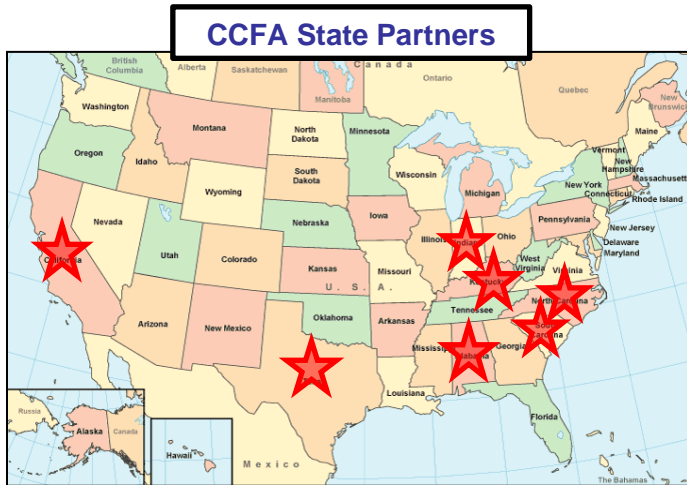 CCFA State Partners
British
Columbia
Alberta
Saskatchewan
Manitoba
Canada
Ontario
Quebec
New
Brunswick
Washington
Montana
North
Dakota
Minnesota
Maine
Oregon
Idaho
South
Dakota
Wisconsin
Michigan
Vermont
New
Hampshire
Massachusett
New York
Connecticut
Rhode Island
Wyoming
Iowa
Pennsylvania
New Jersey
Nevada
Utah
Nebraska
Illinois
Indiana
Ohio
Delaware
Maryland
California
Colorado
Kansas
Missouri
West
Virginia
Virginia
U. S. A.
Kentucky
Arizona
New Mexico
Oklahoma
Arkansas
Tennessee
North Carolina
South
Carolina
Mississippi
Alabama
Georgia
Louisiana
Florida
Russia
Alaska
Canada
Hawaii
Mexico
The Bahamas